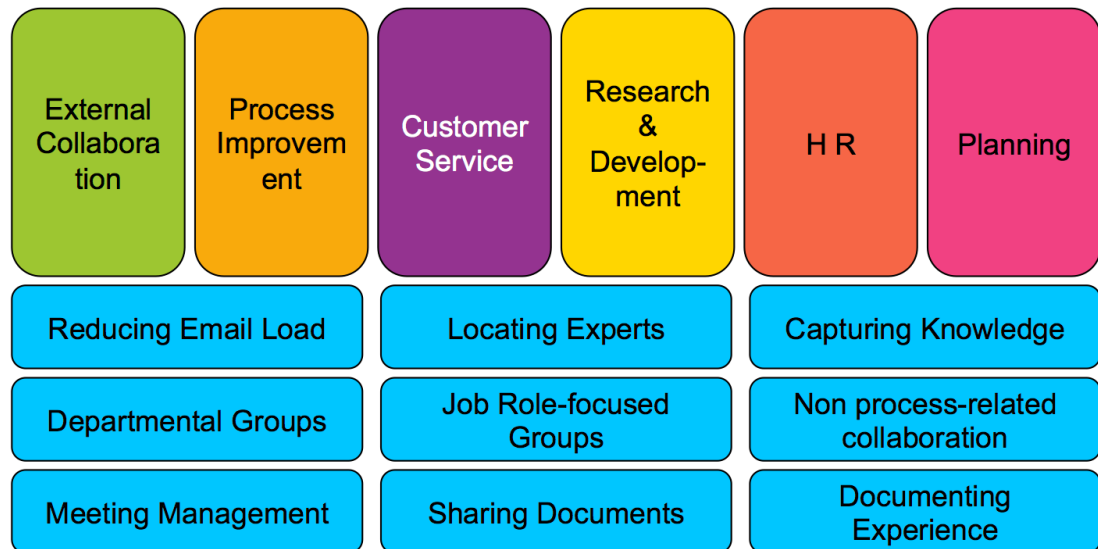 External
Collabora
tion
Process
Improvem
ent
Customer
Service
Research
&
Develop-
ment
H R
Planning
Reducing Email Load
Locating Experts
Capturing Knowledge
Departmental Groups
Job Role-focused
Groups
Non process-related
collaboration
Meeting Management
Sharing Documents
Documenting
Experience